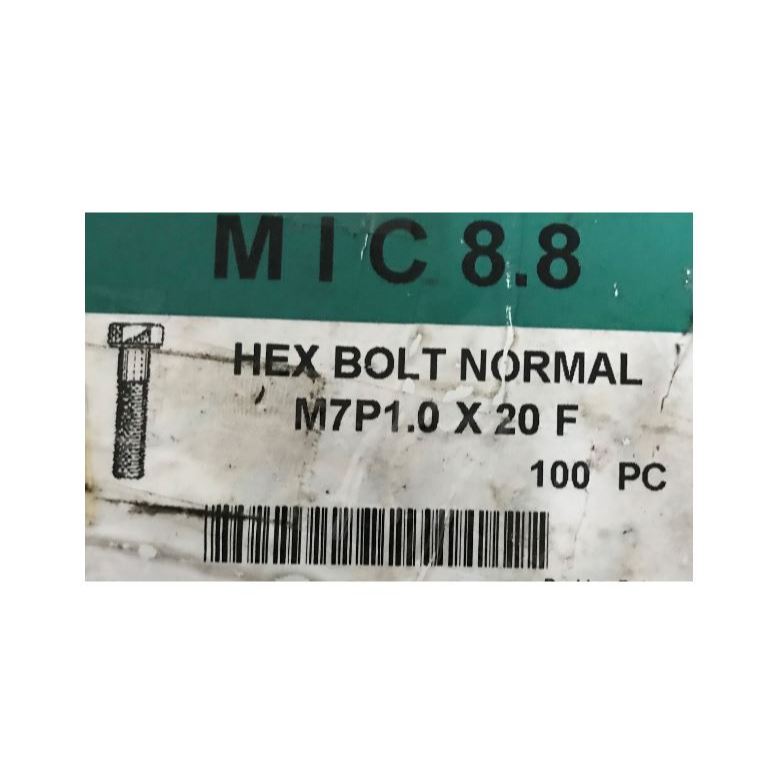 MIC 8.8
HEX BOLT NORMAL
M7P1.0 X 20 F
100 PC